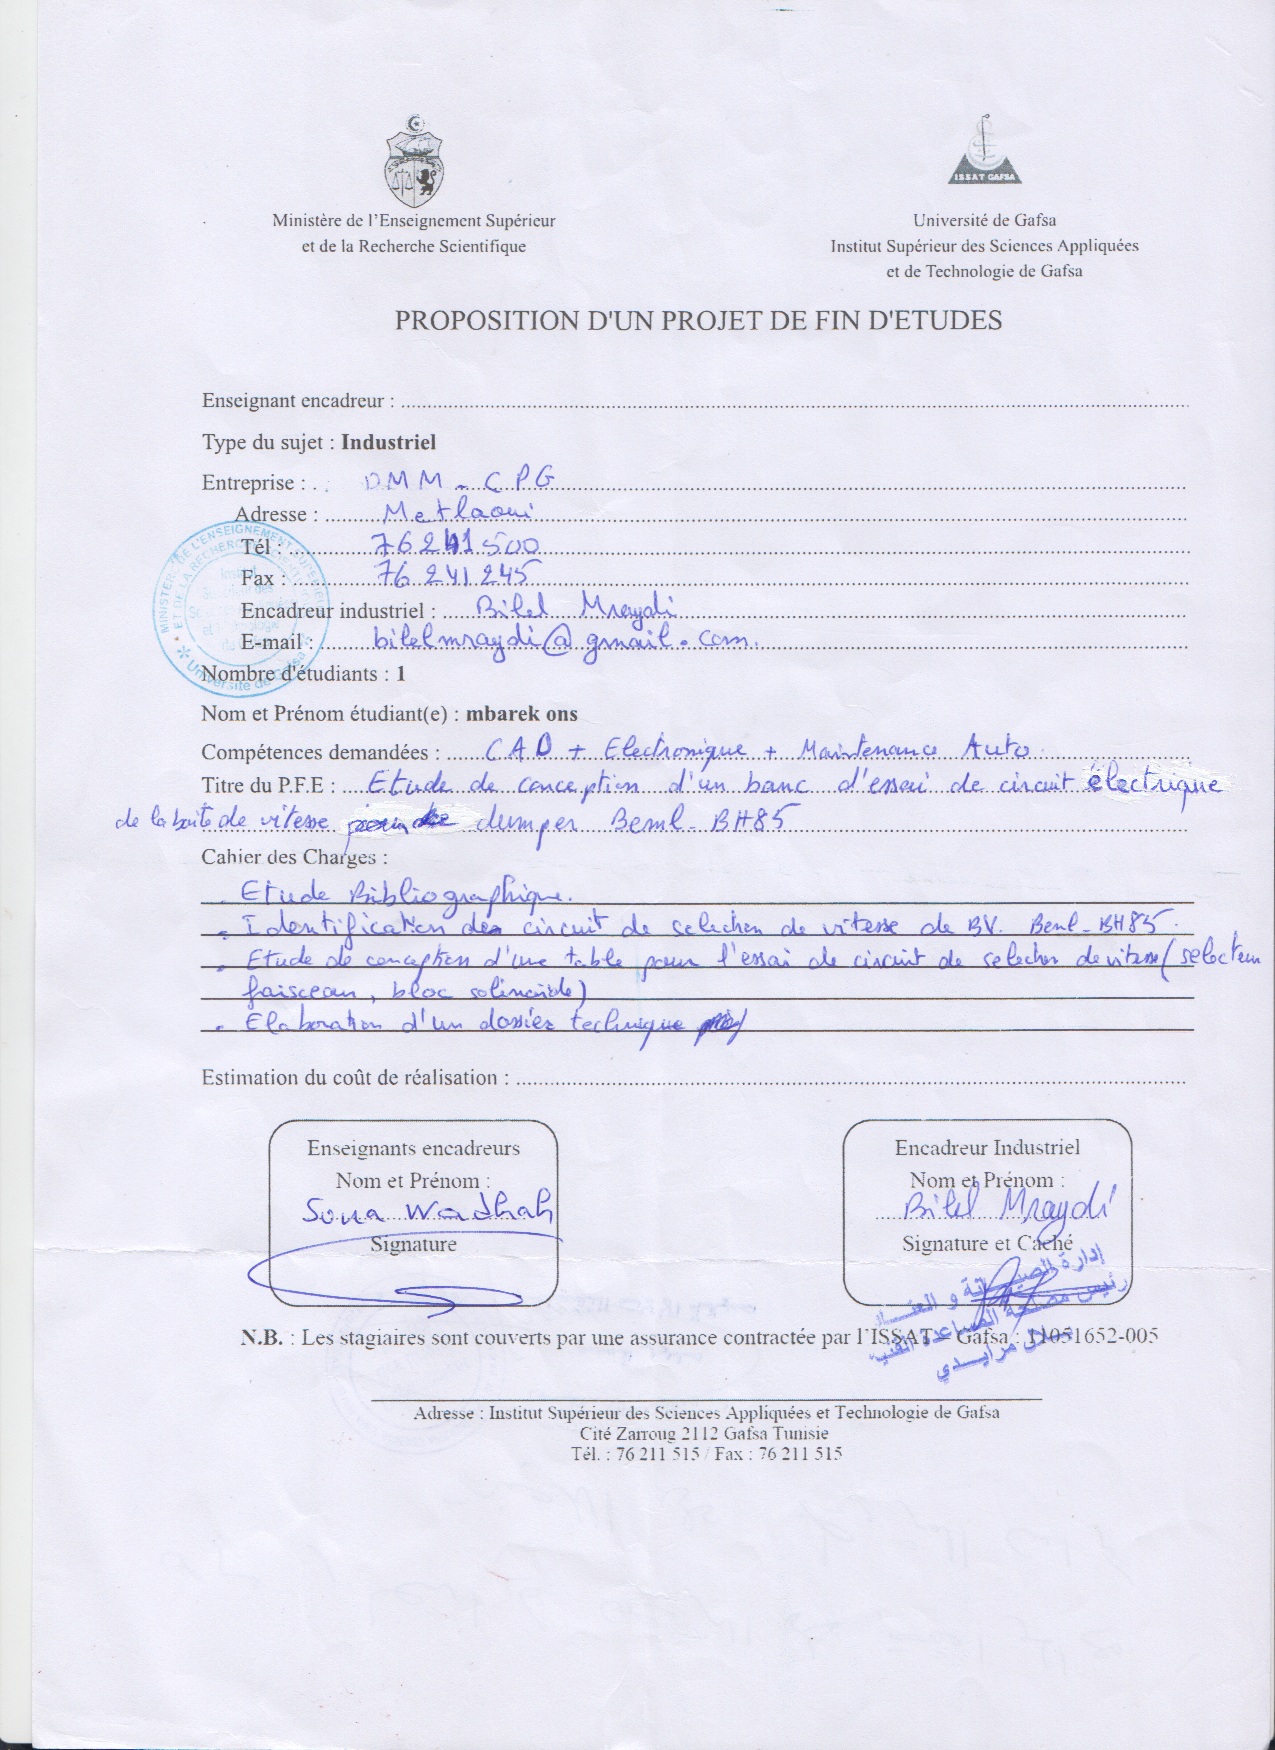 ISSAT GAFSA
Ministère de l'Enseignement Supérieur
et de la Recherche Scientifique
Université de Gafsa
Institut Supérieur des Sciences Appliquées
et de Technologie de Gafsa
PROPOSITION D'UN PROJET DE FIN D'ETUDES
Enseignant encadreur :
Type du sujet : Industriel
Entreprise : DMM - CPG
Adresse : Metlaoui
Tél : 76 241 500
Fax : 76 241 245
Encadreur industriel : Bilel Mraydi
E-mail : bilelmraydi@gmail.com.
Nombre d'étudiants : 1
Nom et Prénom étudiant(e) : mbarek ons
Compétences demandées : CAO + Electronique + Maintenance Auto
Titre du P.F.E : Etude de conception d'un banc d'essai de circuit électrique
de la boite de vitesse dumper Beml-BH85
Cahier des Charges :
. Etude Bibliographique.
. Identification de circuit de selection de vitesse de BV. Beml-BH85.
. Etude de conception d'une table pour l'essai de circuit de selection de vitesse (selecteur
faisceau, bloc solinoïde)
. Elaboration d'un dossier technique
Estimation du coût de réalisation :
Enseignants encadreurs
Nom et Prénom :
Soua Wadhah
Signature
Encadreur Industriel
Nom et Prénom :
Bilel Mraydi
Signature et Caché
إدارة الصيانة و العتاد
رئيس مصلحة المساعدة الفنية
مرايدي
N.B. : Les stagiaires sont couverts par une assurance contractée par l'ISSAT – Gafsa : 11051652-005
Adresse : Institut Supérieur des Sciences Appliquées et Technologie de Gafsa
Cité Zarroug 2112 Gafsa Tunisie
Tél. : 76 211 515 / Fax : 76 211 515